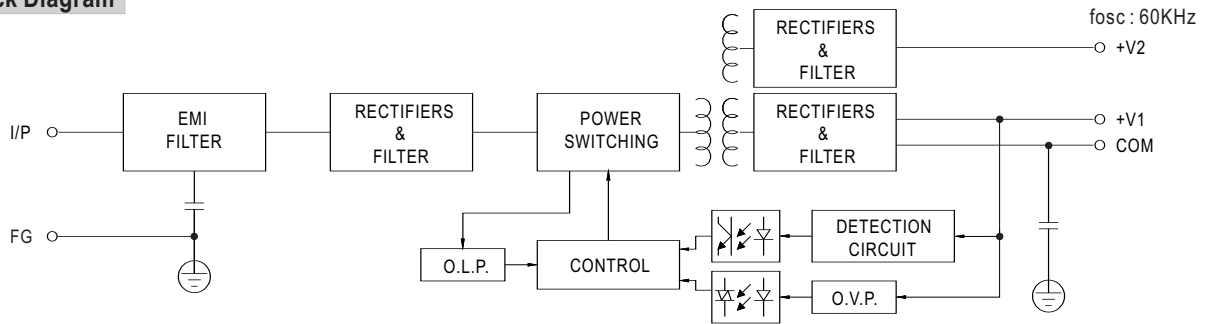 Diagram
fosc : 60KHz
RECTIFIERS
&
FILTER
+V2
I/P
EMI
FILTER
RECTIFIERS
&
FILTER
POWER
SWITCHING
RECTIFIERS
&
FILTER
+V1
COM
FG
O.L.P.
CONTROL
DETECTION
CIRCUIT
O.V.P.